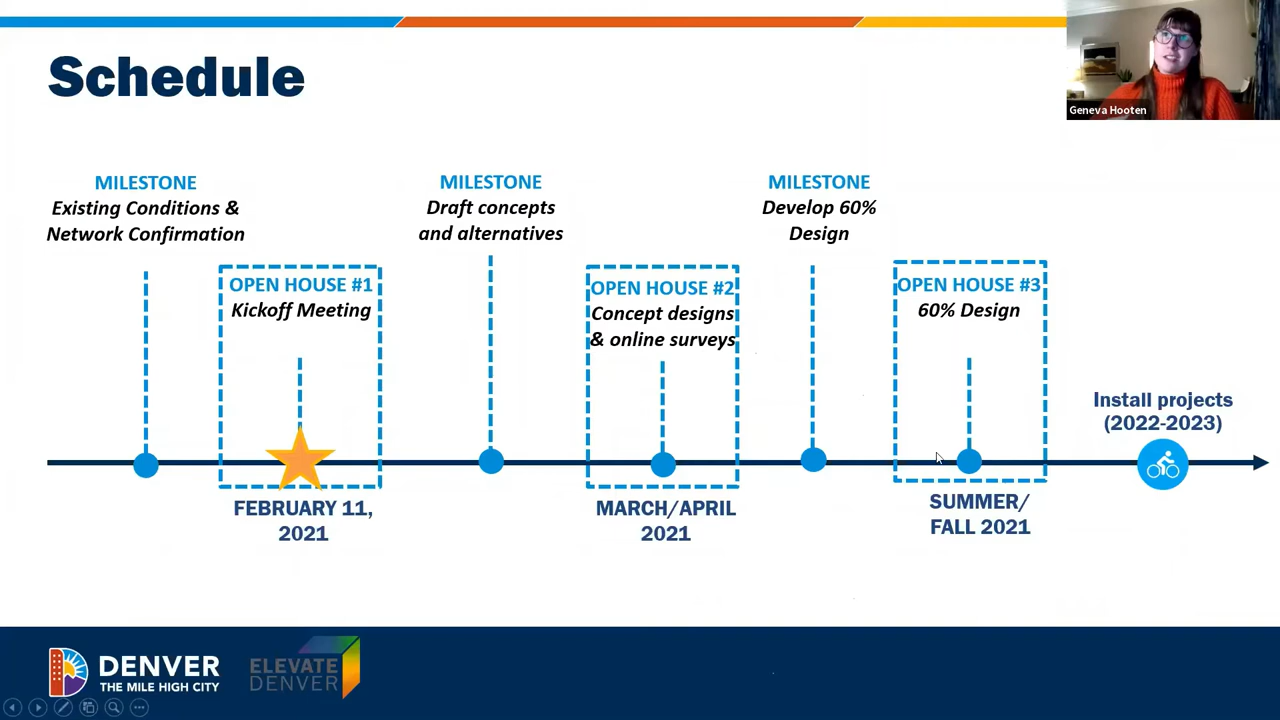 Schedule
Geneva Hooten
MILESTONE
Existing Conditions &
Network Confirmation
OPEN HOUSE #1
Kickoff Meeting
FEBRUARY 11,
2021
MILESTONE
Draft concepts
and alternatives
OPEN HOUSE #2
Concept designs
& online surveys
MARCH/APRIL
2021
MILESTONE
Develop 60%
Design
OPEN HOUSE #3
60% Design
SUMMER/
FALL 2021
Install projects
(2022-2023)
DENVER
THE MILE HIGH CITY
ELEVATE
DENVER